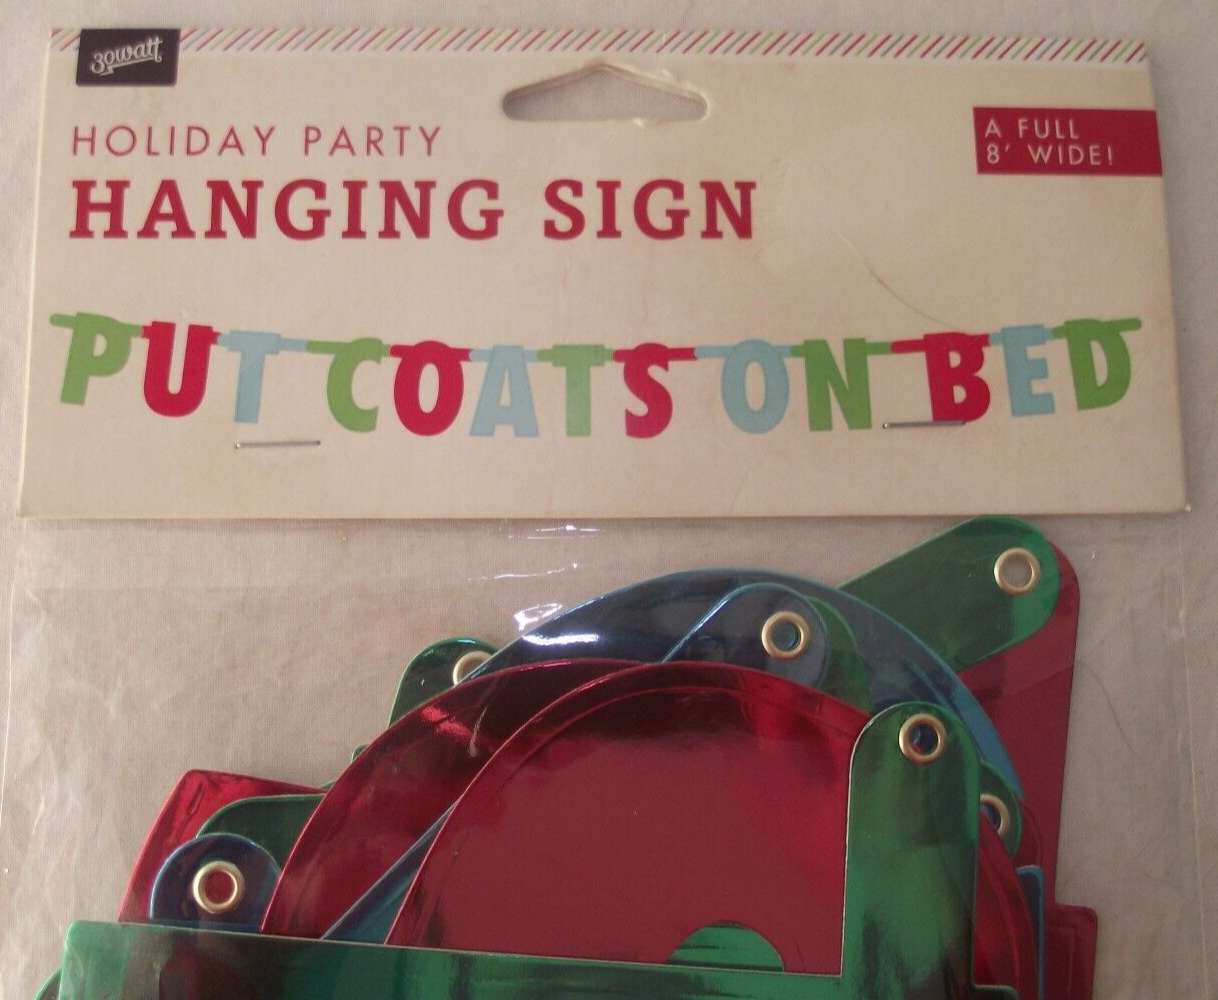 30watt
HOLIDAY PARTY
HANGING SIGN
A FULL
8' WIDE!
PUT COATS ON BED